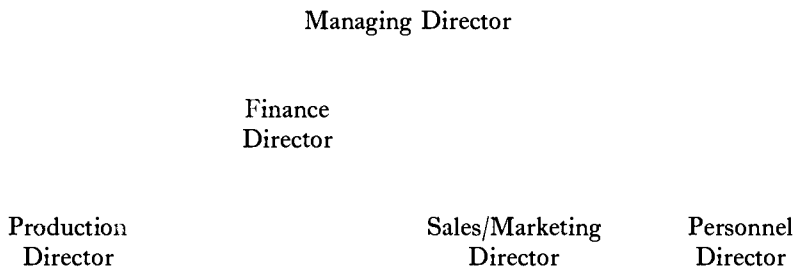 Managing Director
Finance
Director
Production
Director
Sales/Marketing
Director
Personnel
Director